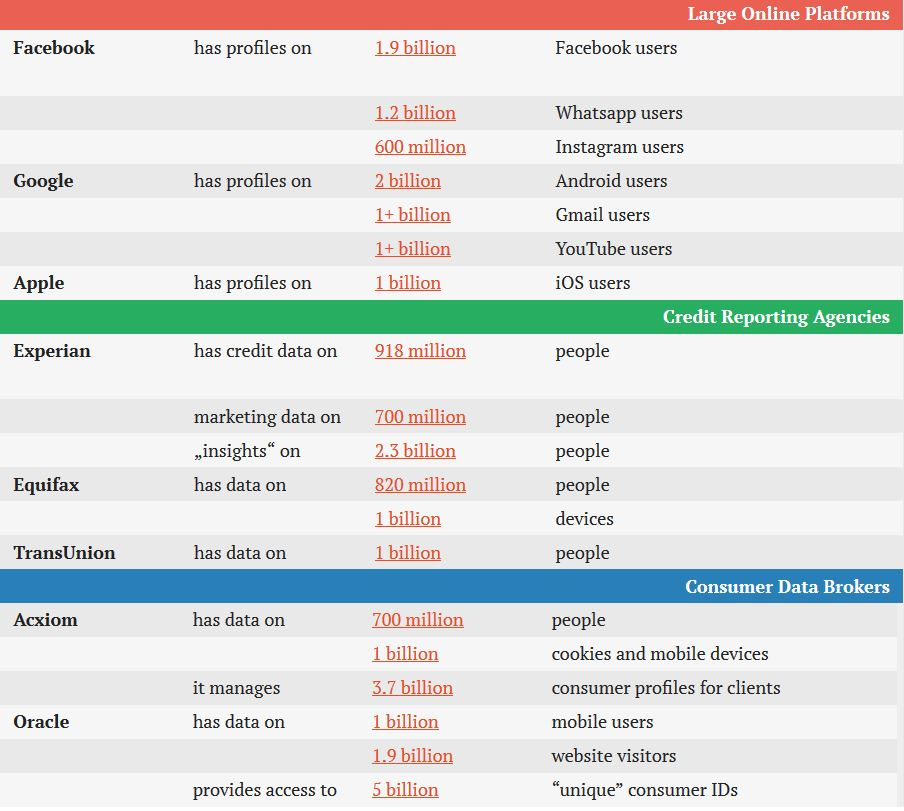 Large Online Platforms
Facebook has profiles on 1.9 billion Facebook users
1.2 billion Whatsapp users
600 million Instagram users
Google has profiles on 2 billion Android users
1+ billion Gmail users
1+ billion YouTube users
Apple has profiles on 1 billion iOS users
Credit Reporting Agencies
Experian has credit data on 918 million people
marketing data on 700 million people
„insights“ on 2.3 billion people
Equifax has data on 820 million people
1 billion devices
TransUnion has data on 1 billion people
Consumer Data Brokers
Acxiom has data on 700 million people
1 billion cookies and mobile devices
it manages 3.7 billion consumer profiles for clients
Oracle has data on 1 billion mobile users
1.9 billion website visitors
provides access to 5 billion “unique” consumer IDs